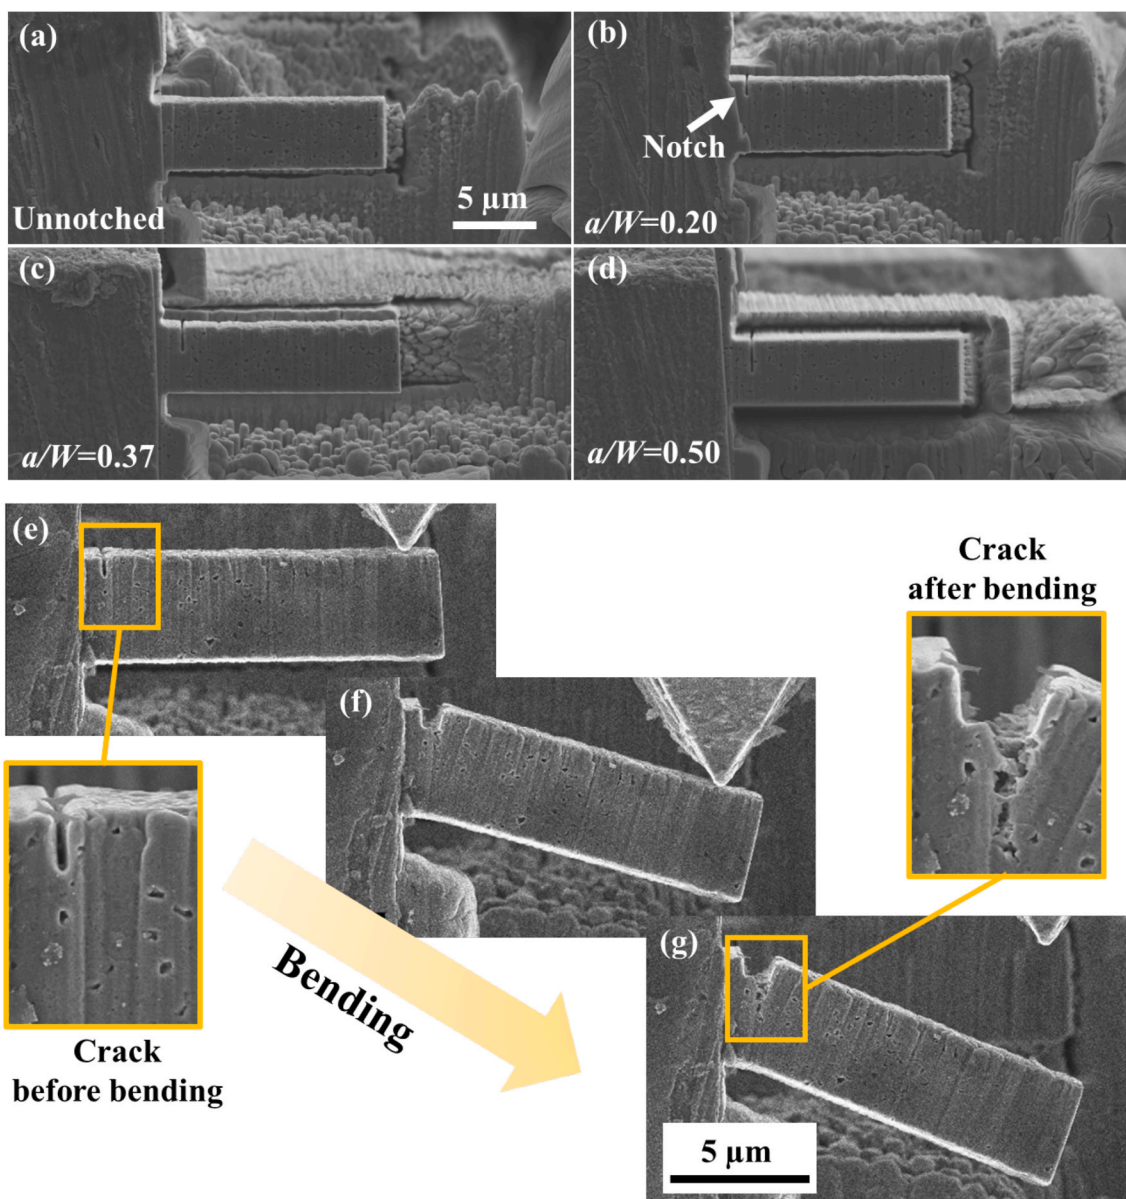 (a)
Unnotched
5 μm
(b)
Notch
a/W=0.20
(c)
a/W=0.37
(d)
a/W=0.50
(e)
Crack
before bending
(f)
Bending
Crack
after bending
(g)
5 μm